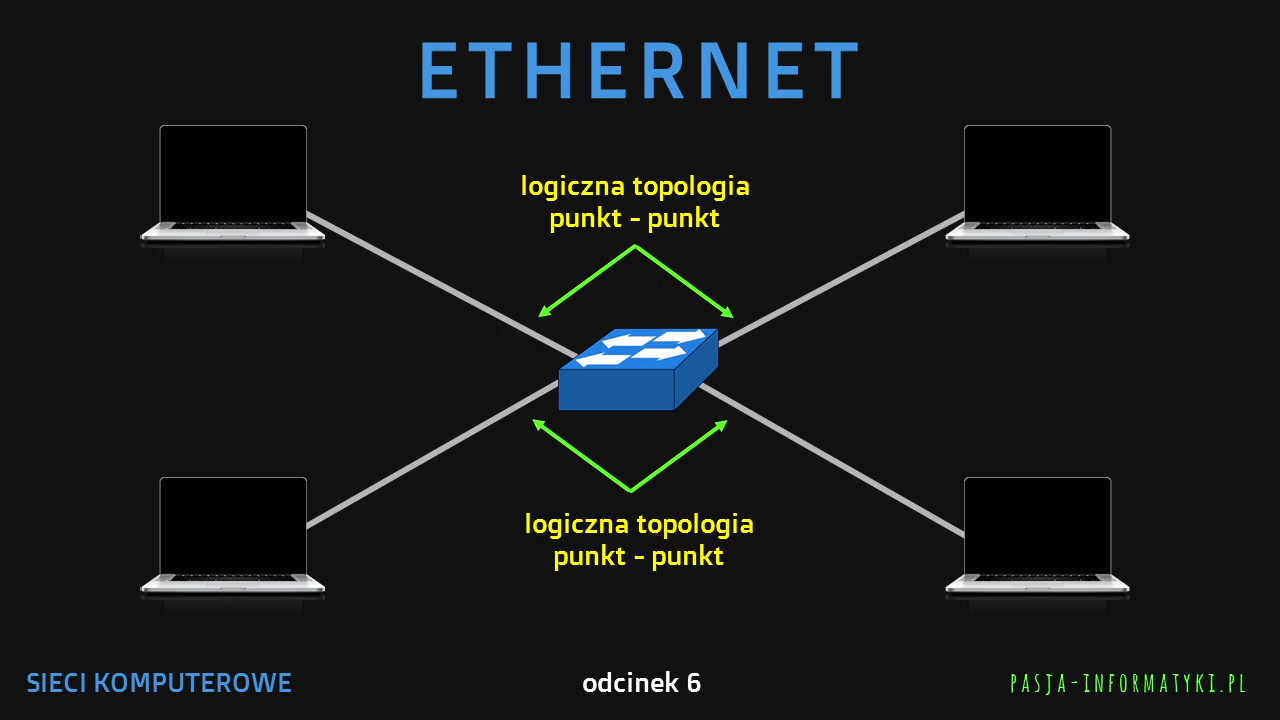 ETHERNET
logiczna topologia
punkt - punkt
logiczna topologia
punkt - punkt
SIECI KOMPUTEROWE
odcinek 6
PASJA-INFORMATYKI.PL